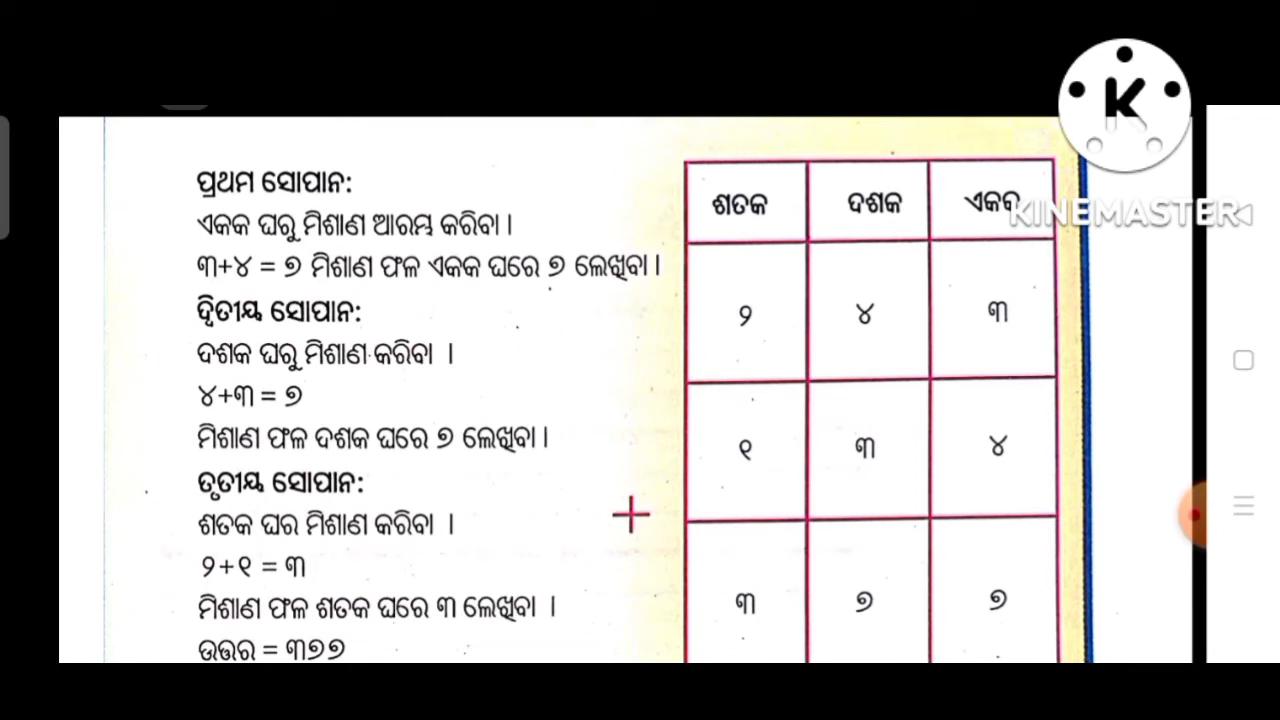 ପ୍ରଥମ ସୋପାନ:
ଏକକ ଘରୁ ମିଶାଣ ଆରମ୍ଭ କରିବା ।
୩+୪ = ୭ ମିଶାଣ ଫଳ ଏକକ ଘରେ ୭ ଲେଖିବା ।
ଦ୍ୱିତୀୟ ସୋପାନ:
ଦଶକ ଘରୁ ମିଶାଣ କରିବା ।
୪+୩ = ୭
ମିଶାଣ ଫଳ ଦଶକ ଘରେ ୭ ଲେଖିବା ।
ତୃତୀୟ ସୋପାନ:
ଶତକ ଘର ମିଶାଣ କରିବା ।
୨+୧ = ୩
ମିଶାଣ ଫଳ ଶତକ ଘରେ ୩ ଲେଖିବା ।
ଉତ୍ତର = ୩୭୭
ଶତକ ଦଶକ ଏକକ
୨ ୪ ୩
୧ ୩ ୪
+
୩ ୭ ୭
K
KINEMASTER